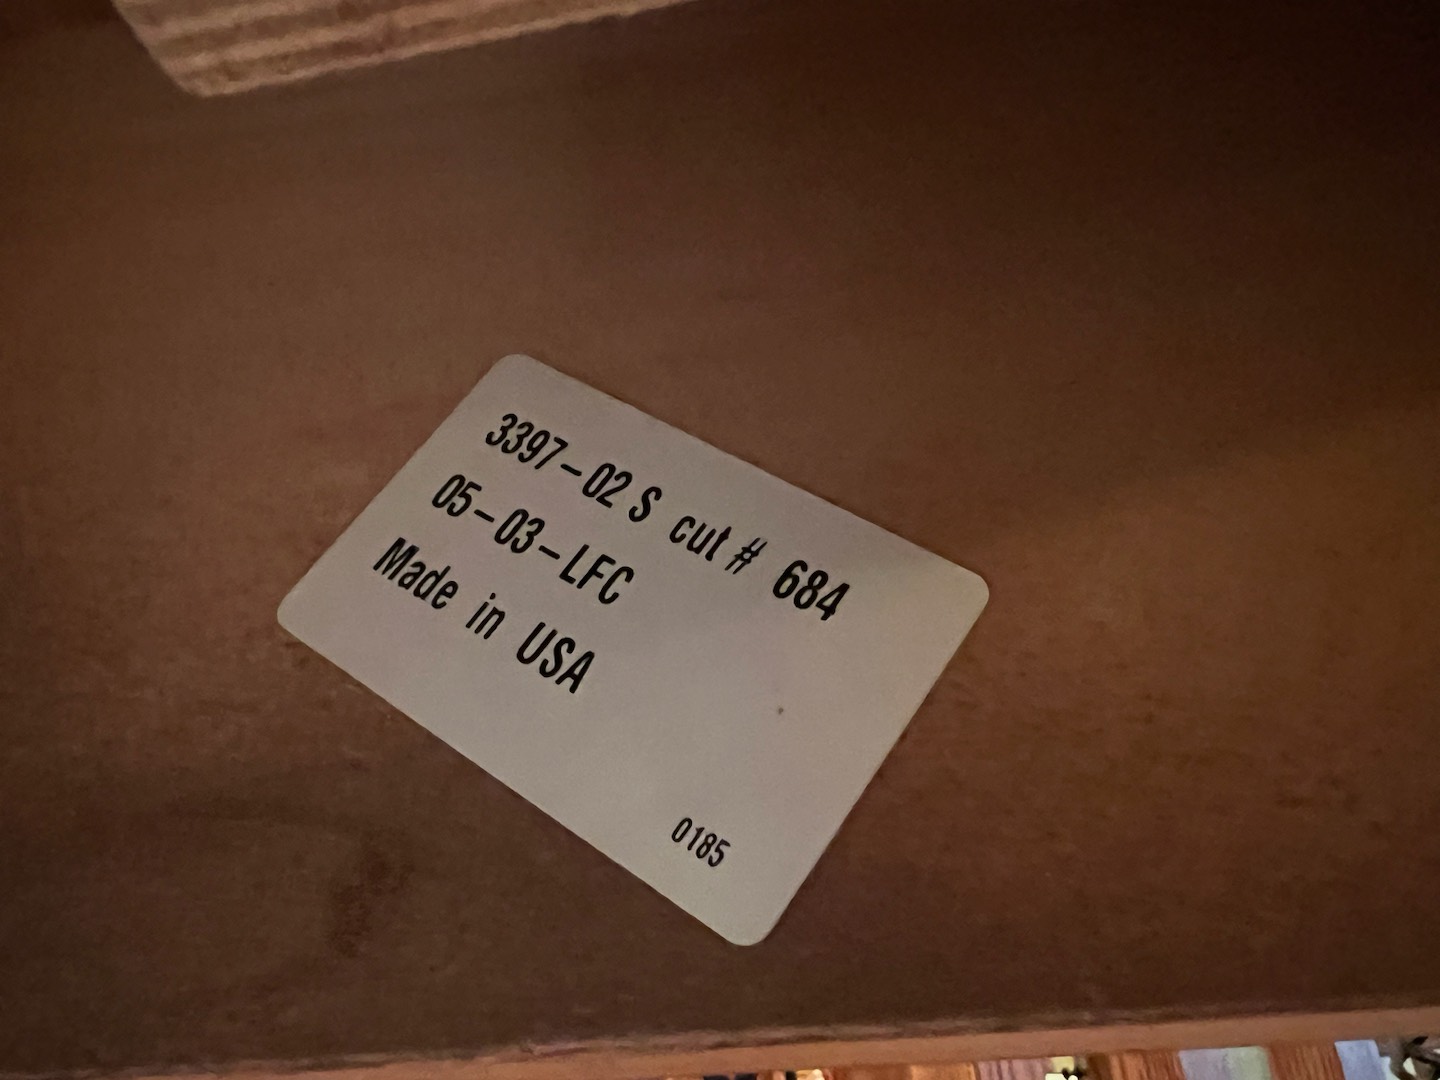 3397-02 S cut # 684
05-03-LFC
Made in USA
0185